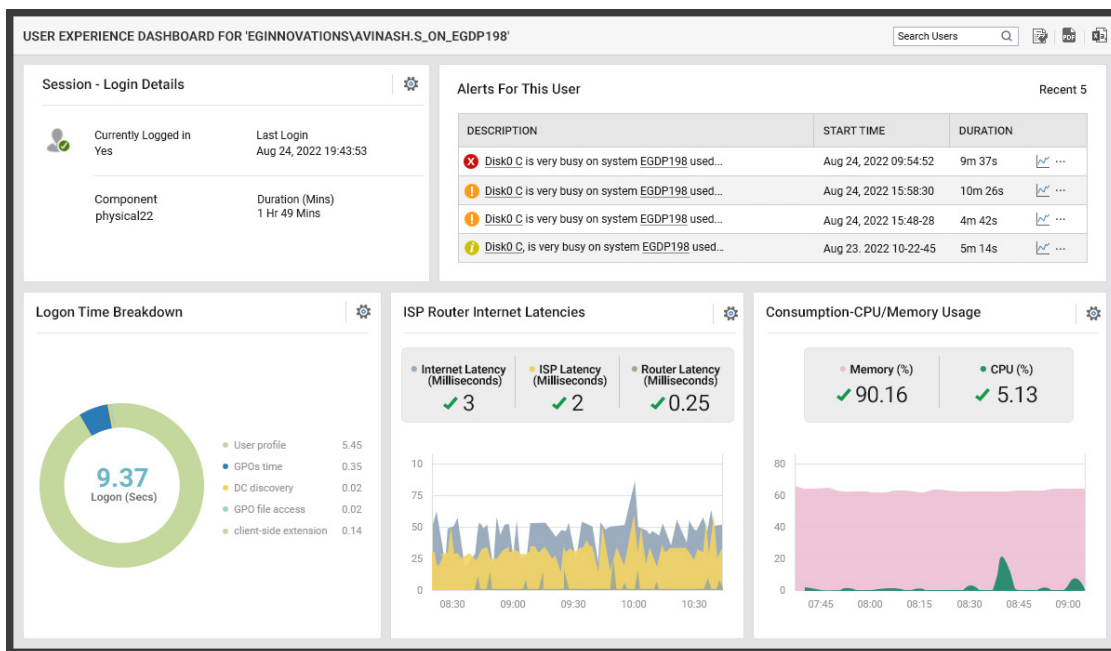 USER EXPERIENCE DASHBOARD FOR 'EGINNOVATIONS\AVINASH.S_ON_EGDP198'
Search Users
PDF
Session - Login Details
Currently Logged in
Yes
Last Login
Aug 24, 2022 19:43:53
Component
physical22
Duration (Mins)
1 Hr 49 Mins
Alerts For This User
Recent 5
DESCRIPTION START TIME DURATION
Disk0 C is very busy on system EGDP198 used... Aug 24, 2022 09:54:52 9m 37s
Disk0 C is very busy on system EGDP198 used... Aug 24, 2022 15:58:30 10m 26s
Disk0 C is very busy on system EGDP198 used... Aug 24, 2022 15:48-28 4m 42s
Disk0 C, is very busy on system EGDP198 used... Aug 23. 2022 10-22-45 5m 14s
Logon Time Breakdown
9.37
Logon (Secs)
User profile 5.45
GPOs time 0.35
DC discovery 0.02
GPO file access 0.02
client-side extension 0.14
ISP Router Internet Latencies
Internet Latency
(Milliseconds)
3
ISP Latency
(Milliseconds)
2
Router Latency
(Milliseconds)
0.25
10
75
50
25
0
08:30 09:00 09:30 10:00 10:30
Consumption-CPU/Memory Usage
Memory (%)
90.16
CPU (%)
5.13
80
60
40
20
0
07:45 08:00 08:15 08:30 08:45 09:00